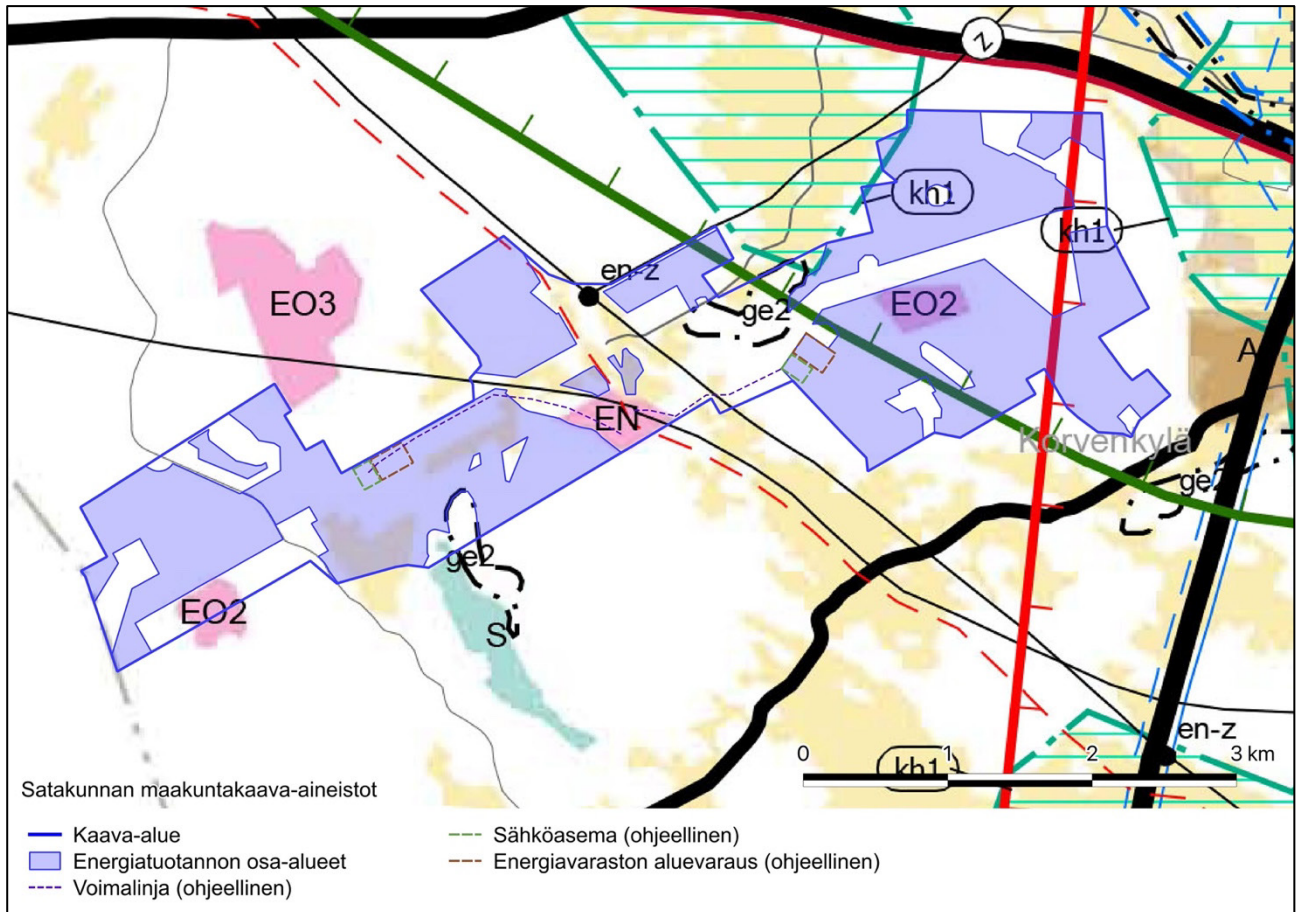 z
kh1
kh1
en-z
EO3
ge2
EO2
A
EN
Korvenkylä
ge2
ge2
EO2
S
en-z
0 1 2 3 km
kh1
Satakunnan maakuntakaava-aineistot
Kaava-alue
Energiatuotannon osa-alueet
Voimalinja (ohjeellinen)
Sähköasema (ohjeellinen)
Energiavaraston aluevaraus (ohjeellinen)